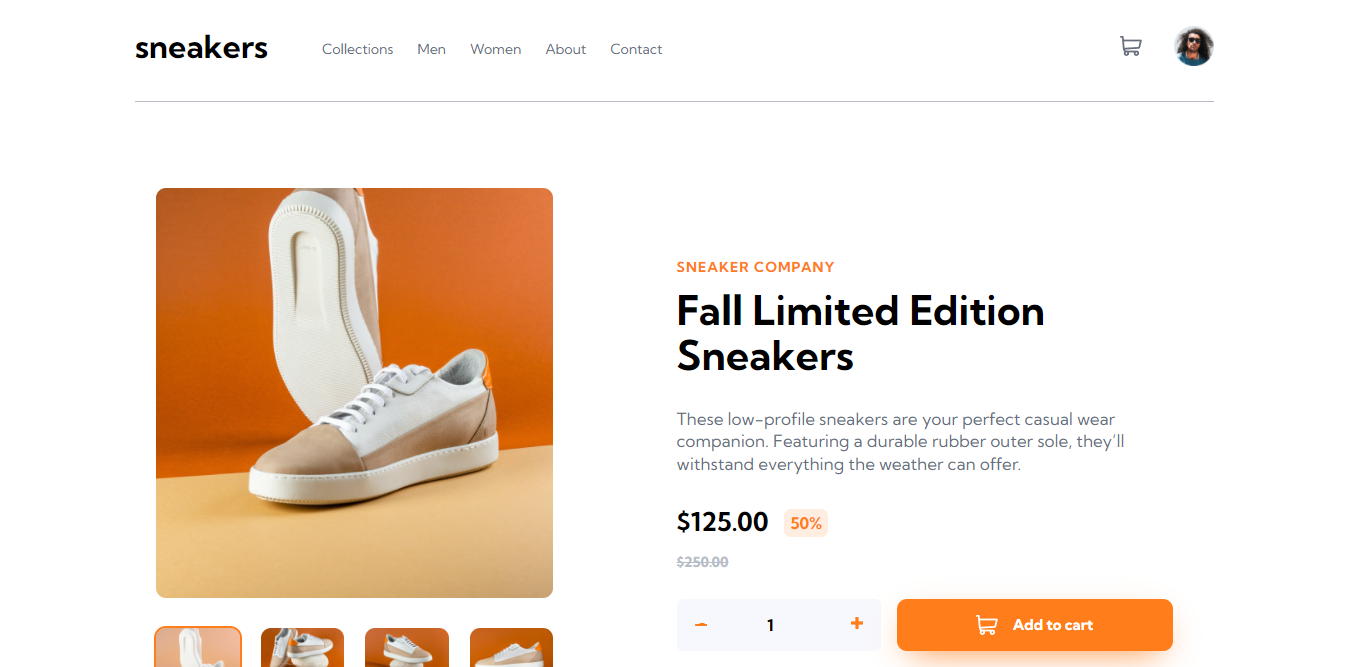 sneakers
Collections Men Women About Contact
SNEAKER COMPANY
Fall Limited Edition
Sneakers
These low-profile sneakers are your perfect casual wear
companion. Featuring a durable rubber outer sole, they’ll
withstand everything the weather can offer.
$125.00 50%
$250.00
− 1 +
Add to cart